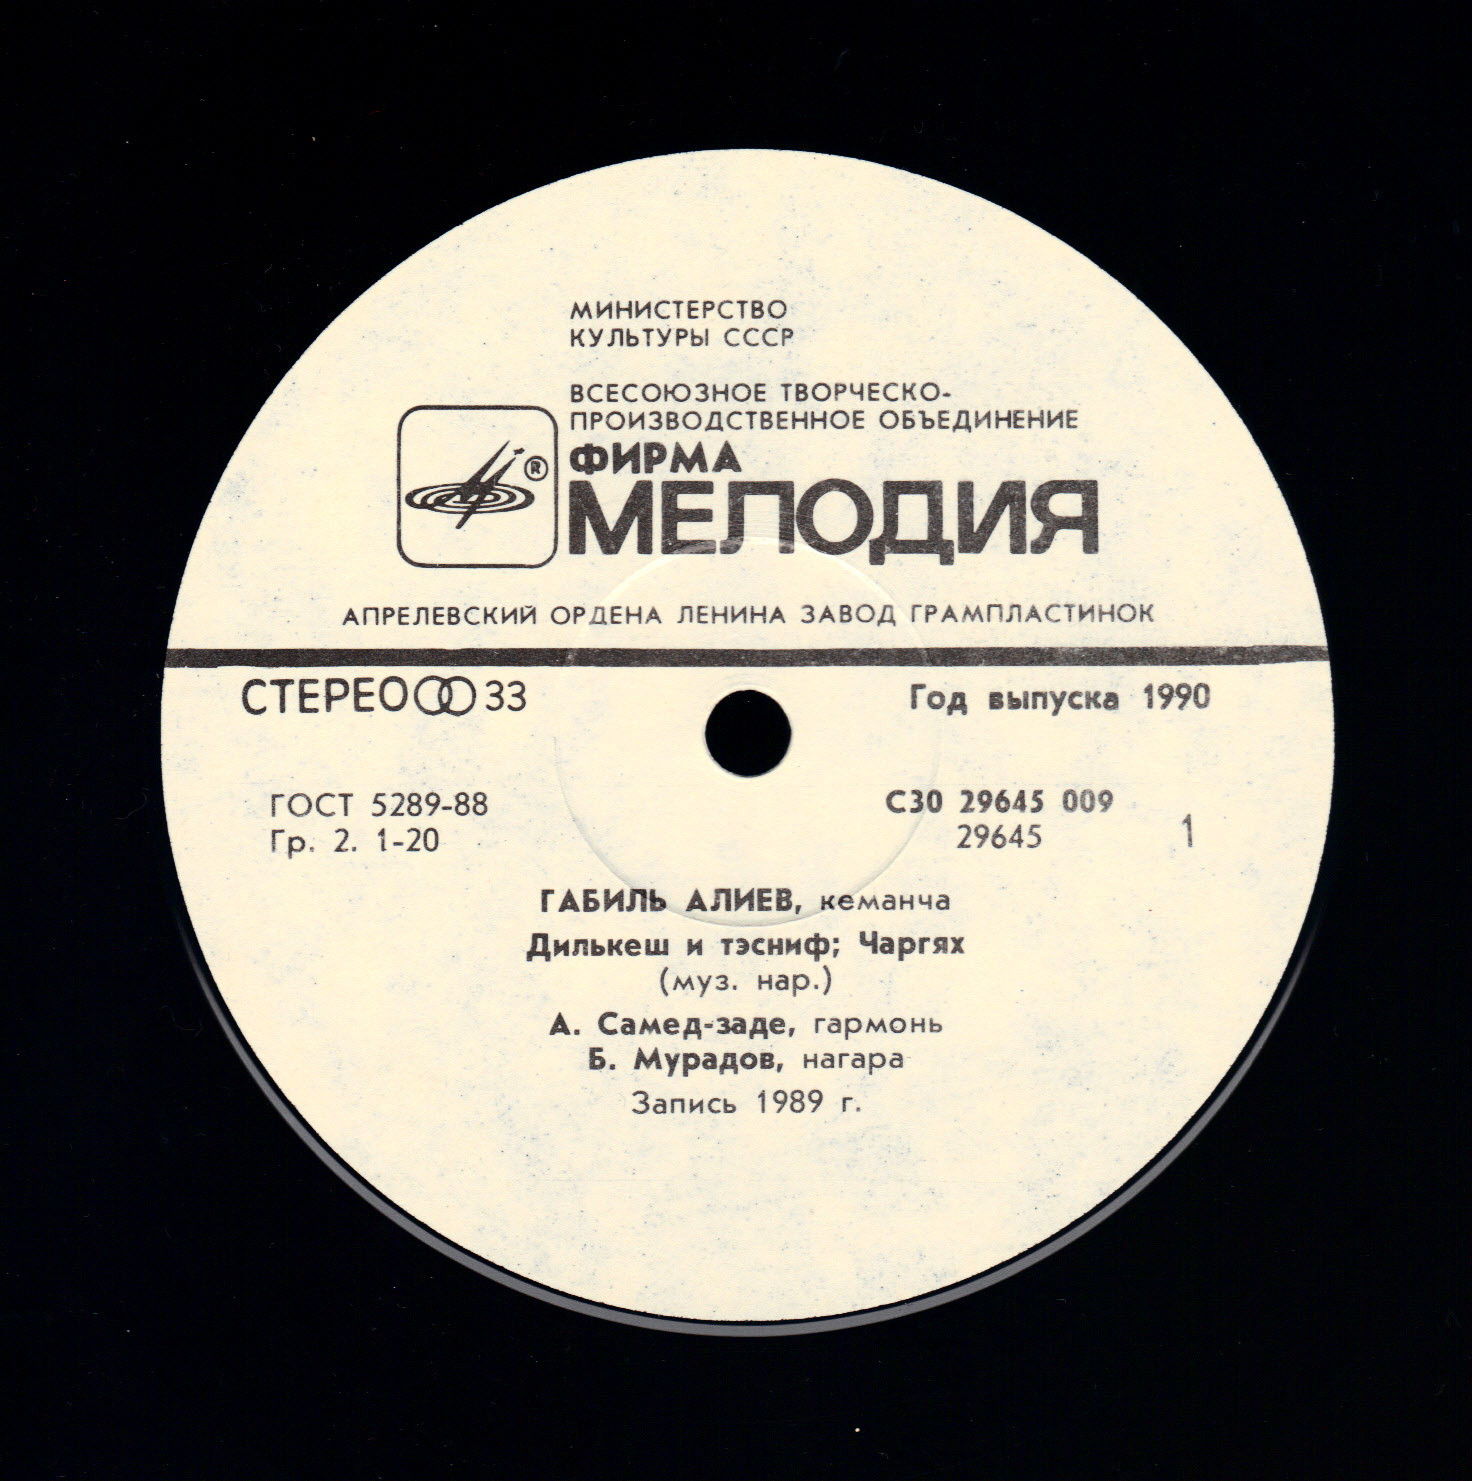 МИНИСТЕРСТВО
КУЛЬТУРЫ СССР
ВСЕСОЮЗНОЕ ТВОРЧЕСКО-
ПРОИЗВОДСТВЕННОЕ ОБЪЕДИНЕНИЕ
ФИРМА
®
МЕЛОДИЯ
АПРЕЛЕВСКИЙ ОРДЕНА ЛЕНИНА ЗАВОД ГРАМПЛАСТИНОК
СТЕРЕО 33 Год выпуска 1990
ГОСТ 5289-88 С30 29645 009
Гр. 2. 1-20 29645 1
ГАБИЛЬ АЛИЕВ, кеманча
Дилькеш и тэсниф; Чаргях
(муз. нар.)
А. Самед-заде, гармонь
Б. Мурадов, нагара
Запись 1989 г.